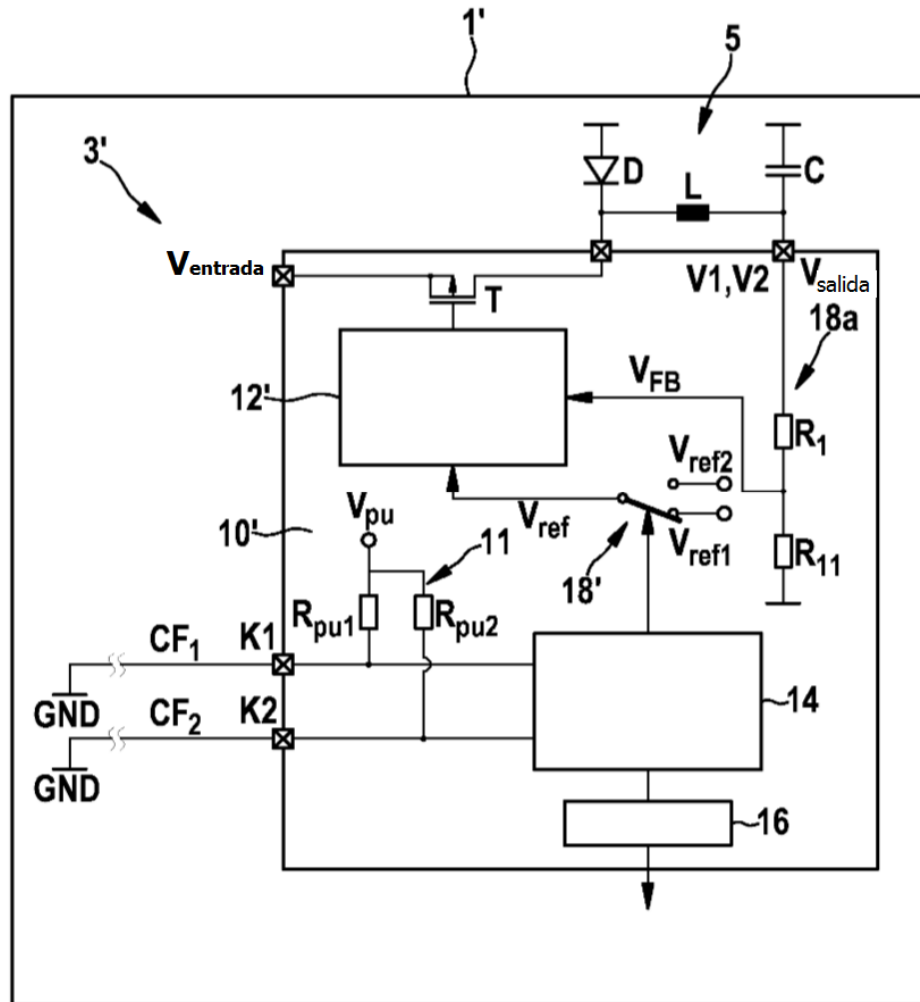 1'
5
3'
D
L
C
Ventrada
V1,V2
Vsalida
T
18a
12'
VFB
R1
Vref2
Vpu
Vref
10'
11
18'
Vref1
R11
Rpu1
Rpu2
CF1
K1
GND
CF2
K2
14
GND
16